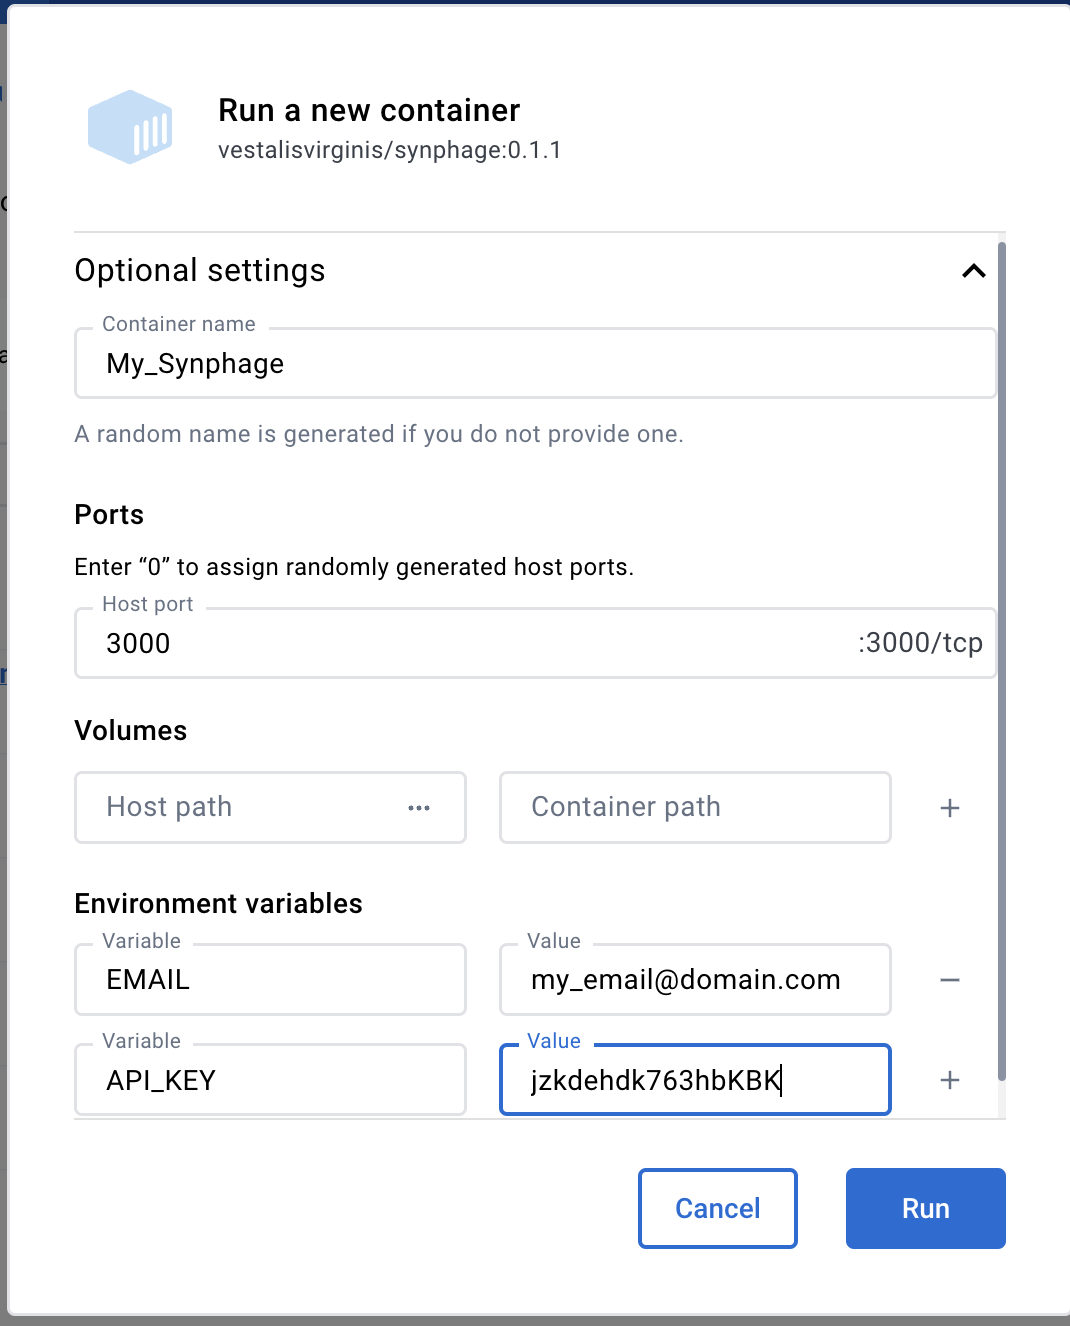 Run a new container
vestalisvirginis/synphage:0.1.1
Optional settings
Container name
My_Synphage
A random name is generated if you do not provide one.
Ports
Enter “0” to assign randomly generated host ports.
Host port
3000 :3000/tcp
Volumes
Host path ••• Container path +
Environment variables
Variable Value
EMAIL my_email@domain.com −
Variable Value
API_KEY jzkdehdk763hbKBK +
Cancel Run